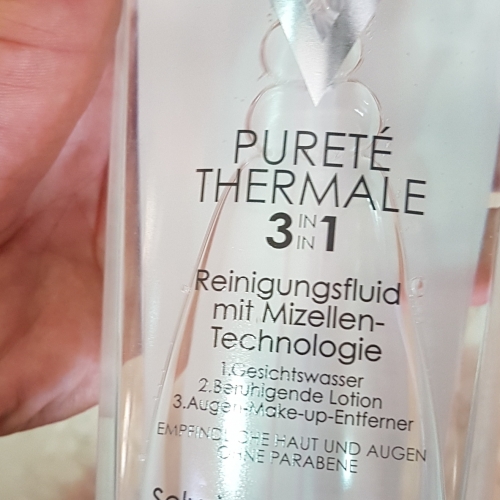 PURETÉ
THERMALE
3 IN IN 1
Reinigungsfluid
mit Mizellen-
Technologie
1.Gesichtswasser
2.Beruhigende Lotion
3.Augen-Make-up-Entferner
EMPFINDLICHE HAUT UND AUGEN
OHNE PARABENE